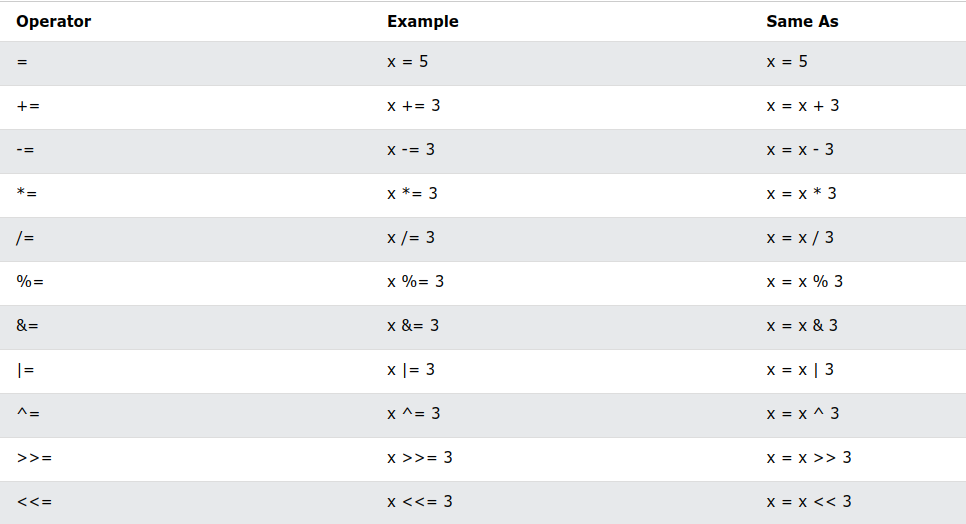 Operator Example Same As
= x = 5 x = 5
+= x += 3 x = x + 3
-= x -= 3 x = x - 3
*= x *= 3 x = x * 3
/= x /= 3 x = x / 3
%= x %= 3 x = x % 3
&= x &= 3 x = x & 3
|= x |= 3 x = x | 3
^= x ^= 3 x = x ^ 3
>>= x >>= 3 x = x >> 3
<<= x <<= 3 x = x << 3